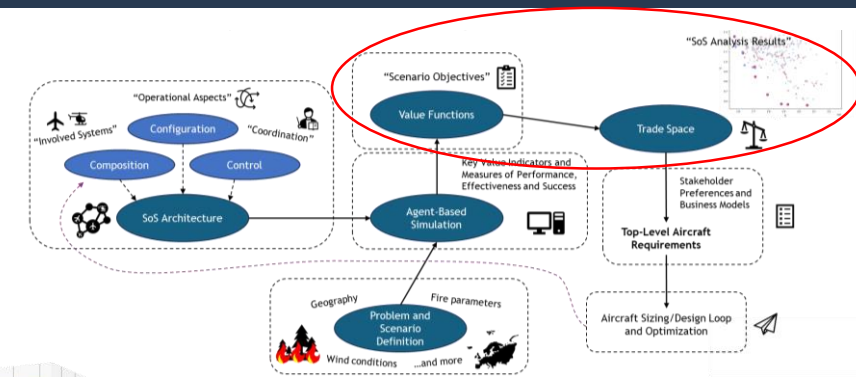 "SoS Analysis Results"
"Scenario Objectives"
Value Functions
Trade Space
"Operational Aspects"
"Involved Systems"
Configuration
"Coordination"
Composition
Control
SoS Architecture
Key Value Indicators and
Measures of Performance,
Effectiveness and Success
Agent-Based
Simulation
Stakeholder
Preferences and
Business Models
Top-Level Aircraft
Requirements
Geography
Fire parameters
Problem and
Scenario
Definition
Wind conditions
...and more
Aircraft Sizing/Design Loop
and Optimization